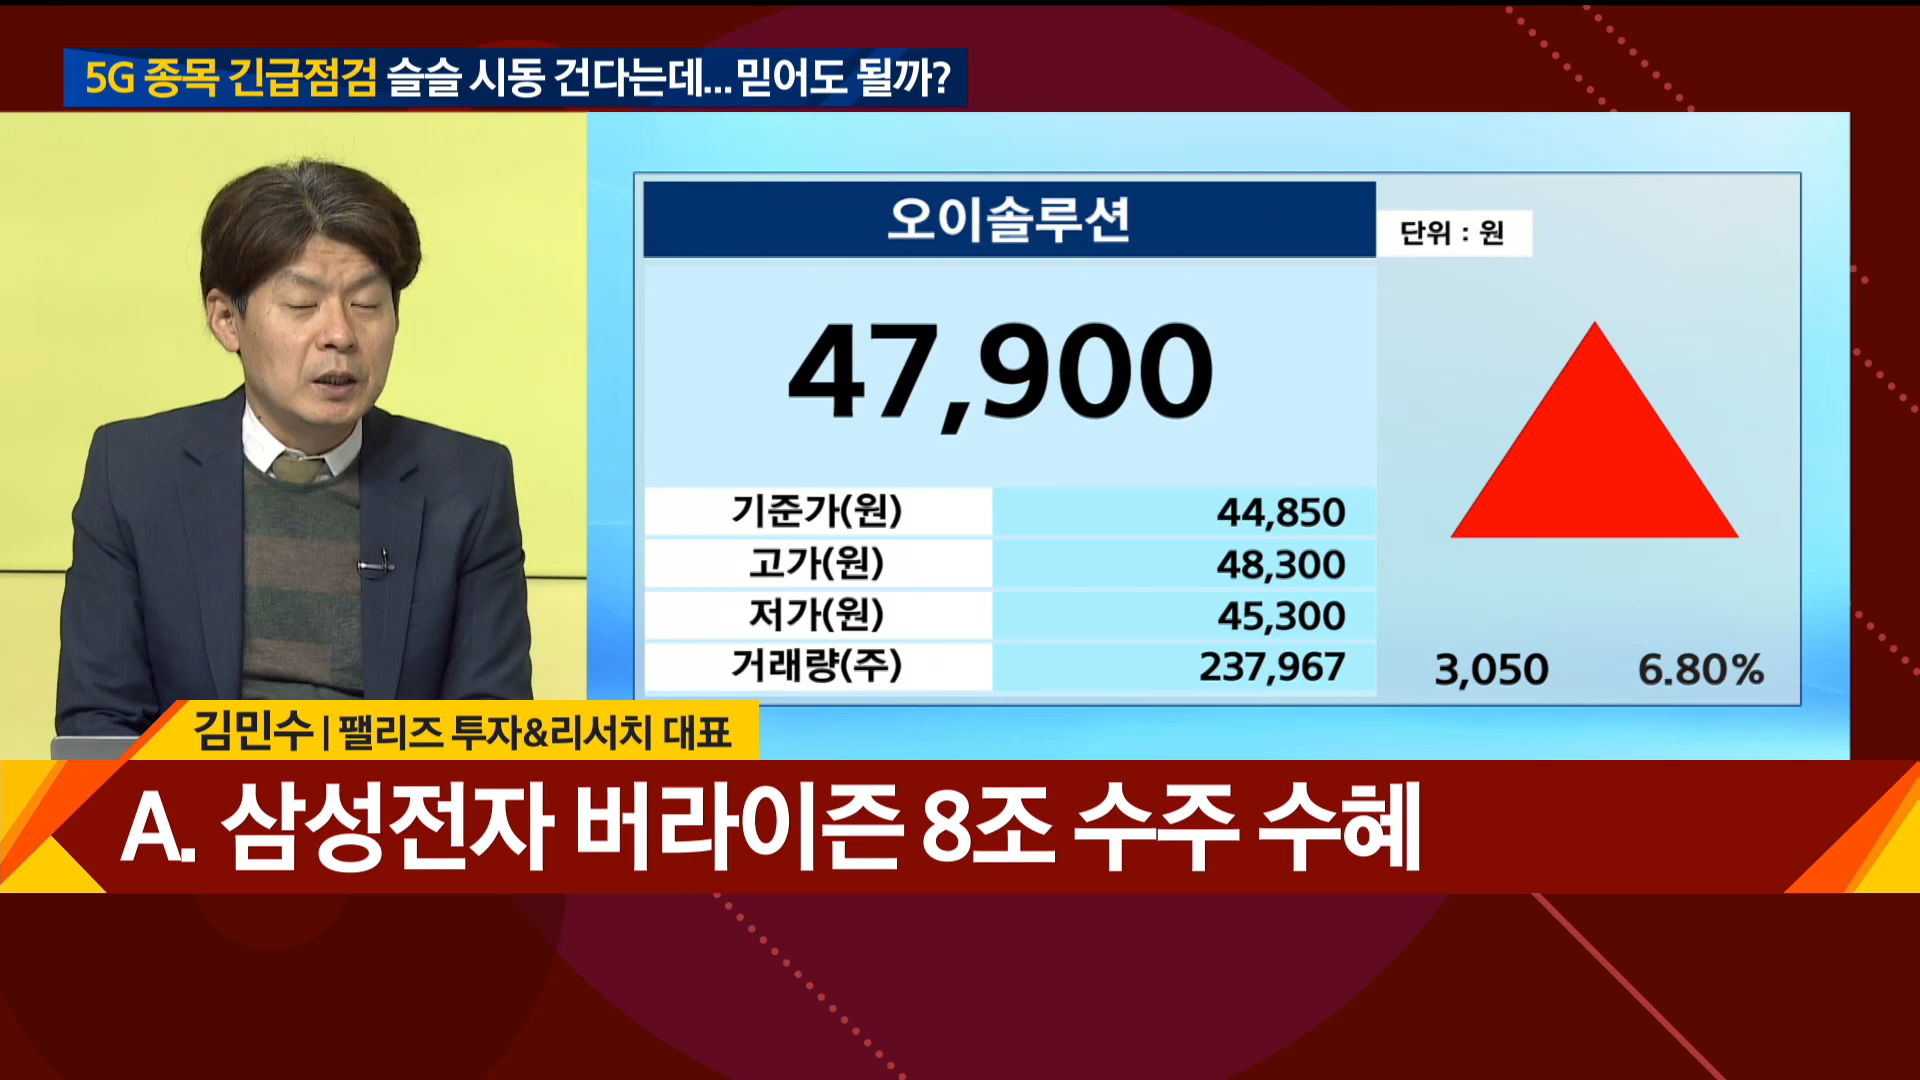 5G 종목 긴급점검 슬슬 시동 건다는데...믿어도 될까?
오이솔루션
단위 : 원
47,900
기준가(원) 44,850
고가(원) 48,300
저가(원) 45,300
거래량(주) 237,967
3,050 6.80%
김민수 | 팰리즈 투자&리서치 대표
A. 삼성전자 버라이즌 8조 수주 수혜